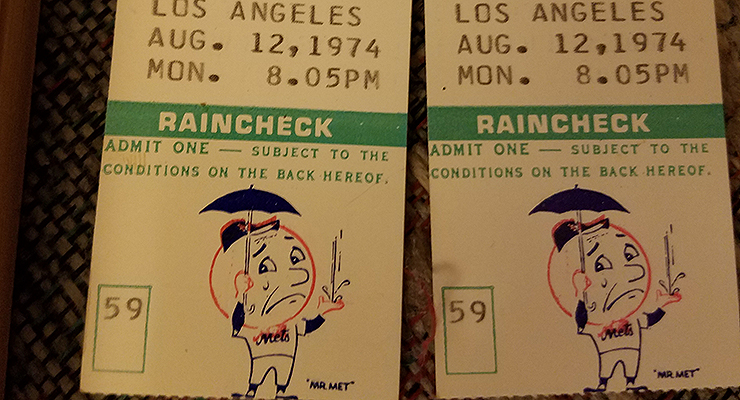 LOS ANGELES
AUG. 12,1974
MON. 8.05PM
RAINCHECK
ADMIT ONE — SUBJECT TO THE
CONDITIONS ON THE BACK HEREOF.
59
Mets
"MR. MET"
LOS ANGELES
AUG. 12,1974
MON. 8.05PM
RAINCHECK
ADMIT ONE — SUBJECT TO THE
CONDITIONS ON THE BACK HEREOF.
59
Mets
"MR. MET"